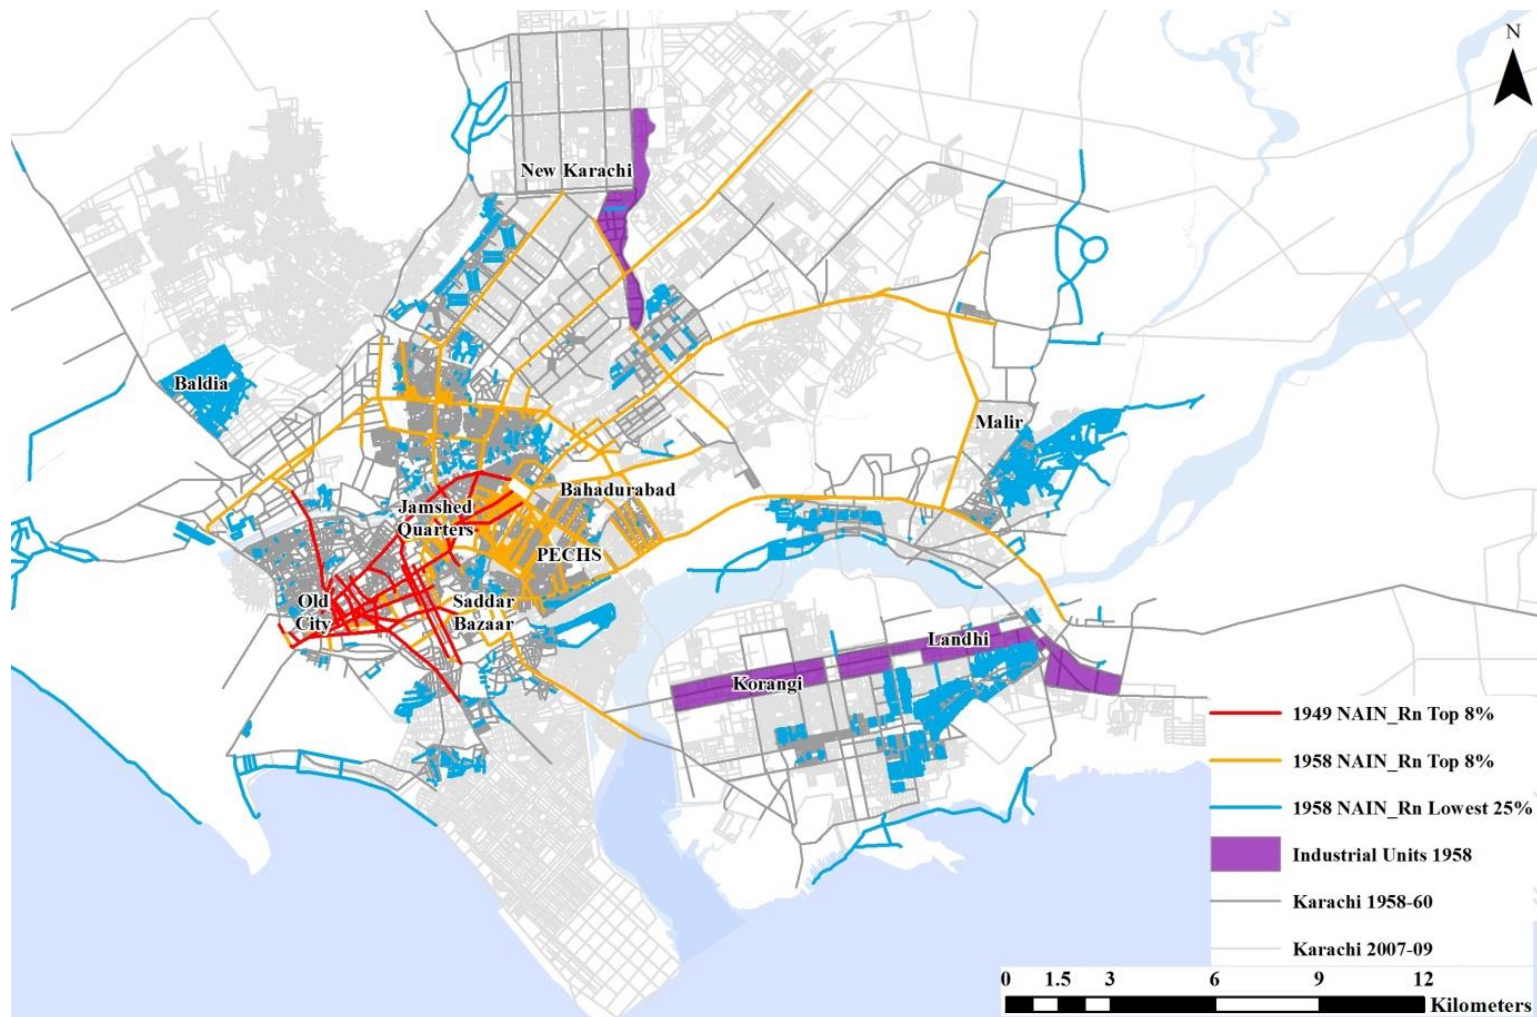 N
New Karachi
Baldia
Malir
Bahadurabad
Jamshed
Quarters
PECHS
Old
City
Saddar
Bazaar
Landhi
Korangi
1949 NAIN_Rn Top 8%
1958 NAIN_Rn Top 8%
1958 NAIN_Rn Lowest 25%
Industrial Units 1958
Karachi 1958-60
Karachi 2007-09
0 1.5 3 6 9 12
Kilometers